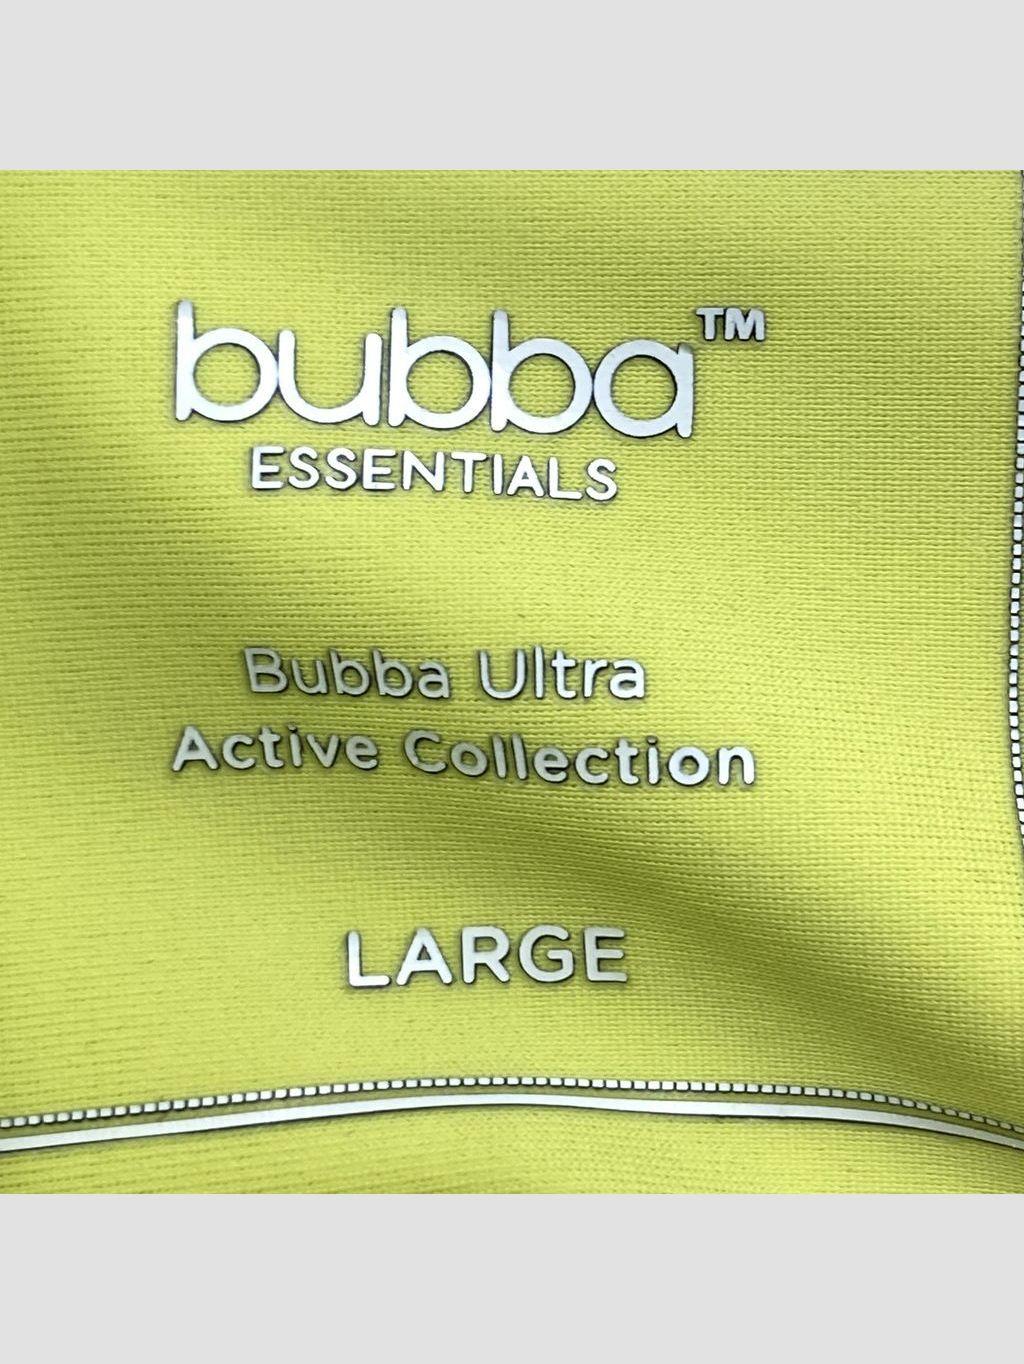 bubba™
ESSENTIALS
Bubba Ultra
Active Collection
LARGE